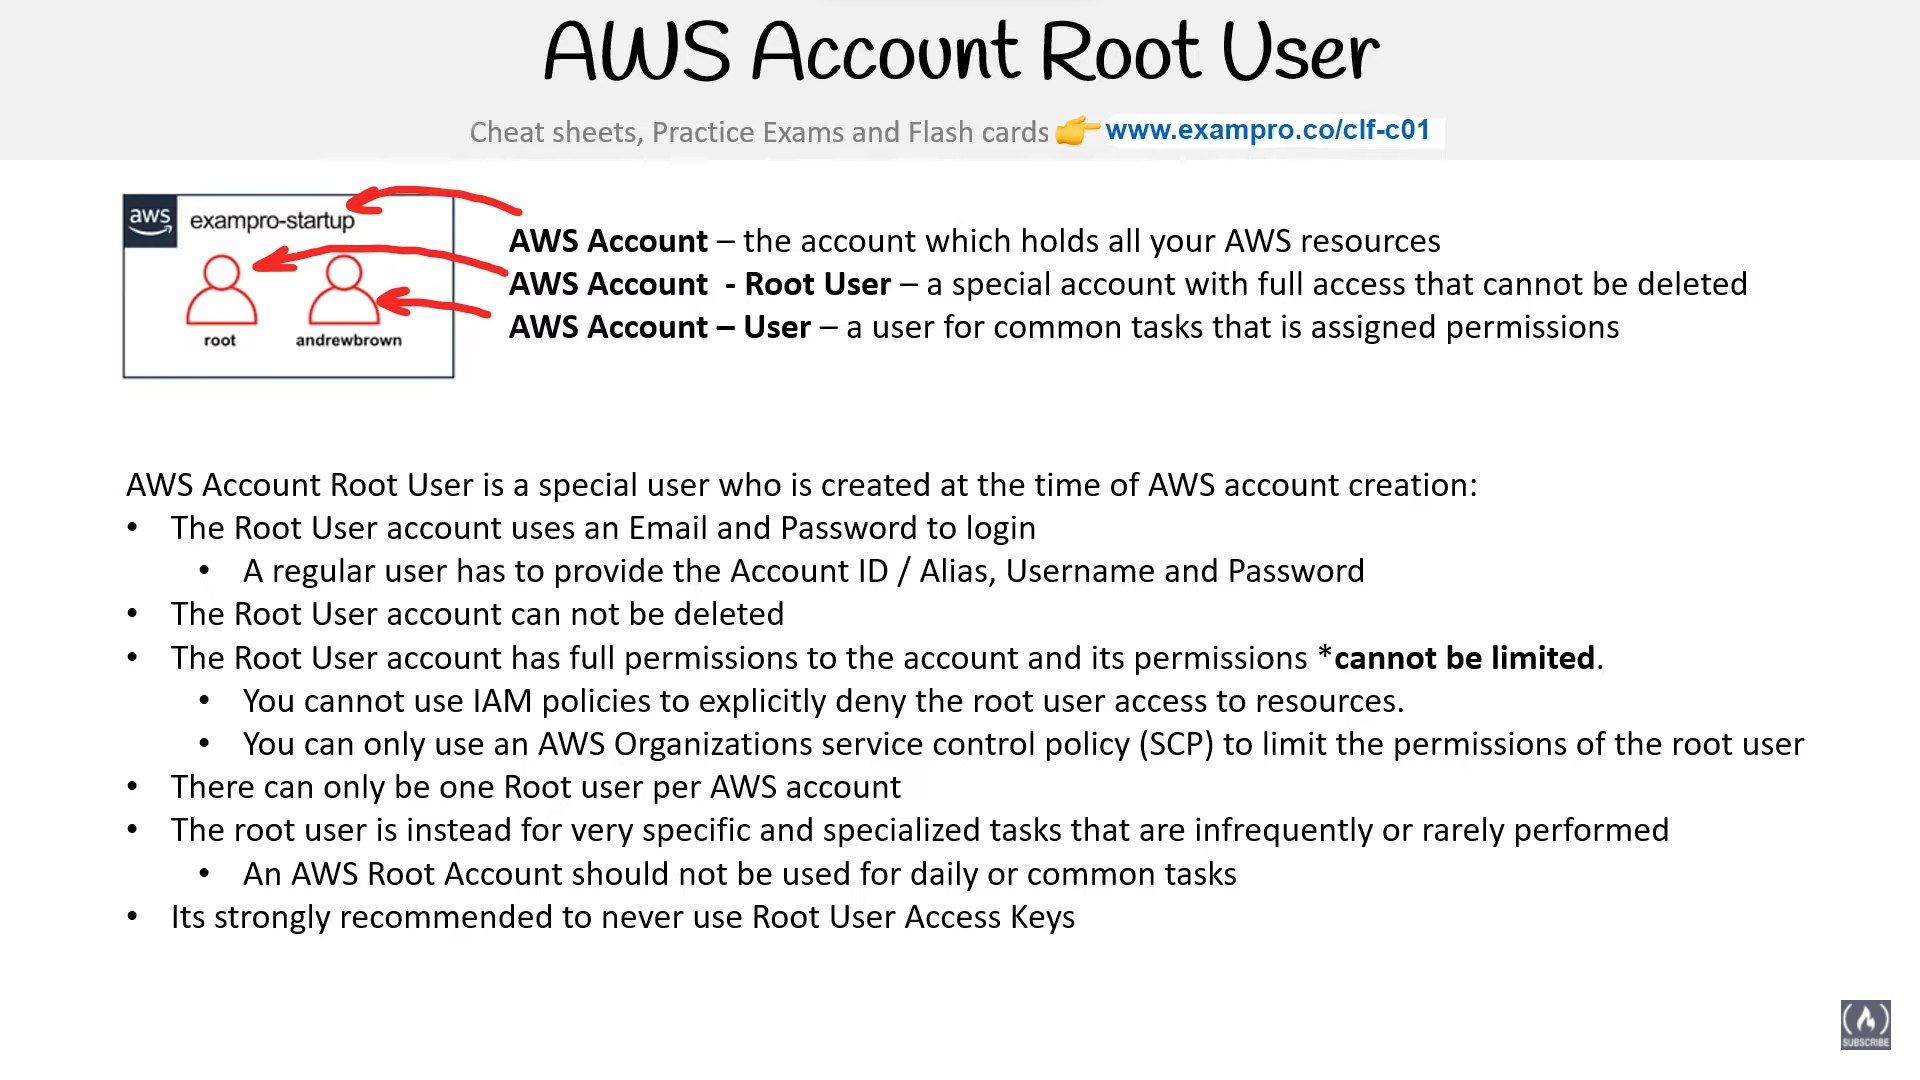 AWS Account Root User
Cheat sheets, Practice Exams and Flash cards 👉 www.exampro.co/clf-c01
aws exampro-startup
root andrewbrown
AWS Account – the account which holds all your AWS resources
AWS Account - Root User – a special account with full access that cannot be deleted
AWS Account – User – a user for common tasks that is assigned permissions
AWS Account Root User is a special user who is created at the time of AWS account creation:
• The Root User account uses an Email and Password to login
• A regular user has to provide the Account ID / Alias, Username and Password
• The Root User account can not be deleted
• The Root User account has full permissions to the account and its permissions *cannot be limited.
• You cannot use IAM policies to explicitly deny the root user access to resources.
• You can only use an AWS Organizations service control policy (SCP) to limit the permissions of the root user
• There can only be one Root user per AWS account
• The root user is instead for very specific and specialized tasks that are infrequently or rarely performed
• An AWS Root Account should not be used for daily or common tasks
• Its strongly recommended to never use Root User Access Keys
SUBSCRIBE